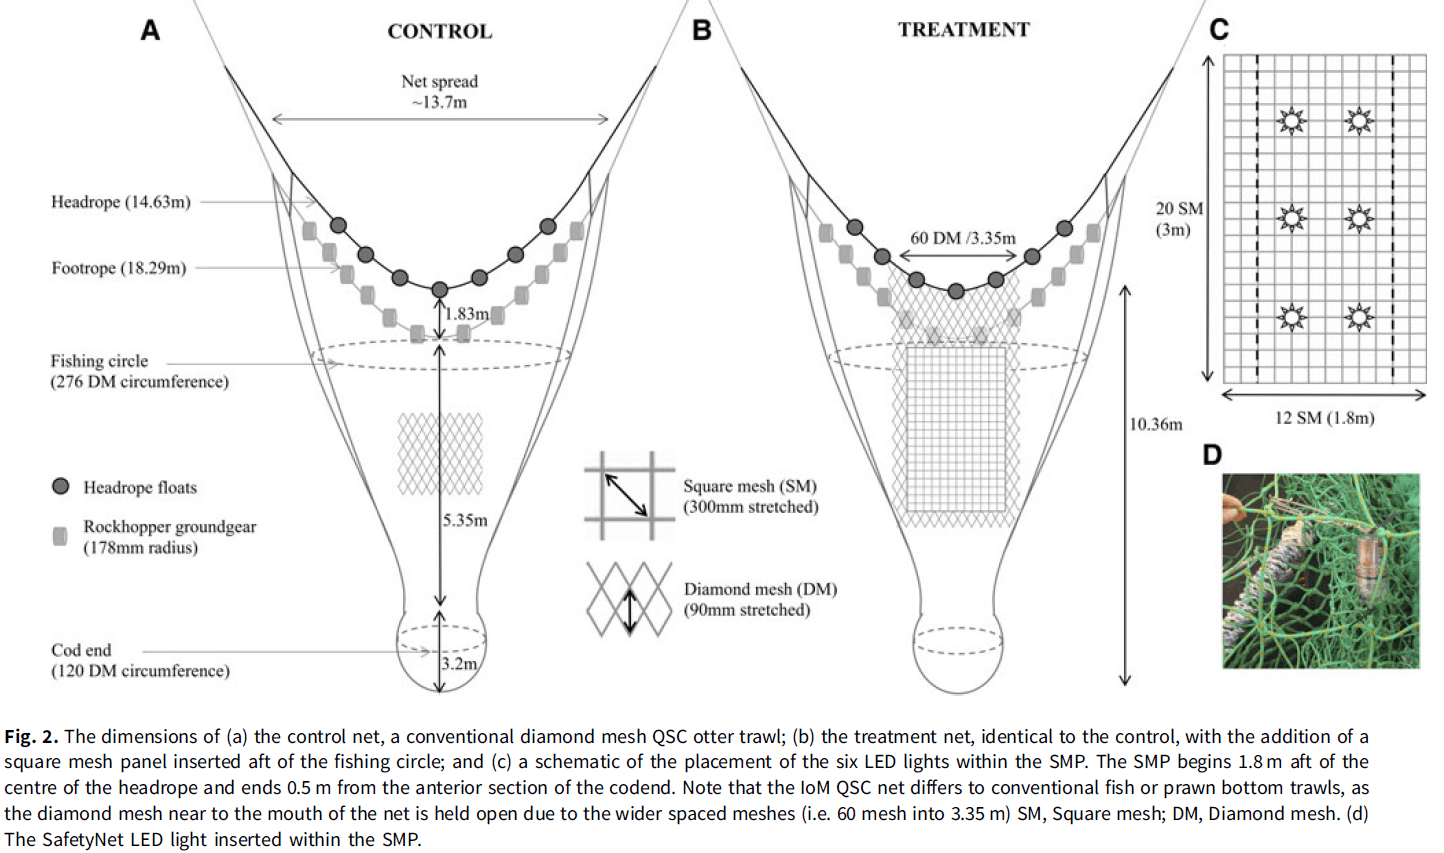 A
CONTROL
Net spread
~13.7m
Headrope (14.63m)
Footrope (18.29m)
1.83m
Fishing circle
(276 DM circumference)
Headrope floats
Rockhopper groundgear
(178mm radius)
5.35m
Cod end
(120 DM circumference)
3.2m
B
TREATMENT
60 DM /3.35m
10.36m
Square mesh (SM)
(300mm stretched)
Diamond mesh (DM)
(90mm stretched)
C
20 SM
(3m)
12 SM (1.8m)
D
Fig. 2. The dimensions of (a) the control net, a conventional diamond mesh QSC otter trawl; (b) the treatment net, identical to the control, with the addition of a
square mesh panel inserted aft of the fishing circle; and (c) a schematic of the placement of the six LED lights within the SMP. The SMP begins 1.8 m aft of the
centre of the headrope and ends 0.5 m from the anterior section of the codend. Note that the IoM QSC net differs to conventional fish or prawn bottom trawls, as
the diamond mesh near to the mouth of the net is held open due to the wider spaced meshes (i.e. 60 mesh into 3.35 m) SM, Square mesh; DM, Diamond mesh. (d)
The SafetyNet LED light inserted within the SMP.